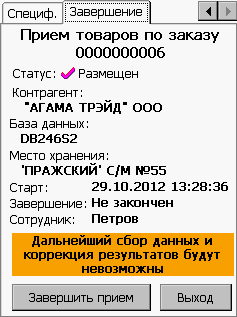 Специф. Завершение
Прием товаров по заказу
0000000006
Статус: Размещен
Контрагент:
"АГАМА ТРЭЙД" ООО
База данных:
DB246S2
Место хранения:
'ПРАЖСКИЙ' С/М №55
Старт: 29.10.2012 13:28:36
Завершение: Не закончен
Сотрудник: Петров
Дальнейший сбор данных и
коррекция результатов будут
невозможны
Завершить прием Выход